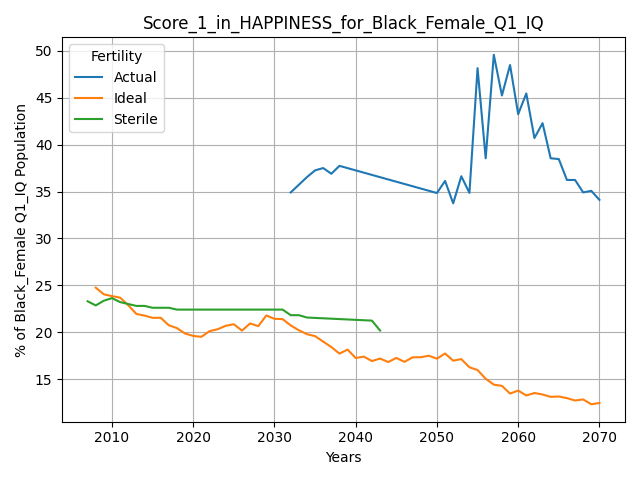 Score_1_in_HAPPINESS_for_Black_Female_Q1_IQ
Fertility
Actual
Ideal
Sterile
% of Black_Female Q1_IQ Population
50
45
40
35
30
25
20
15
2010 2020 2030 2040 2050 2060 2070
Years